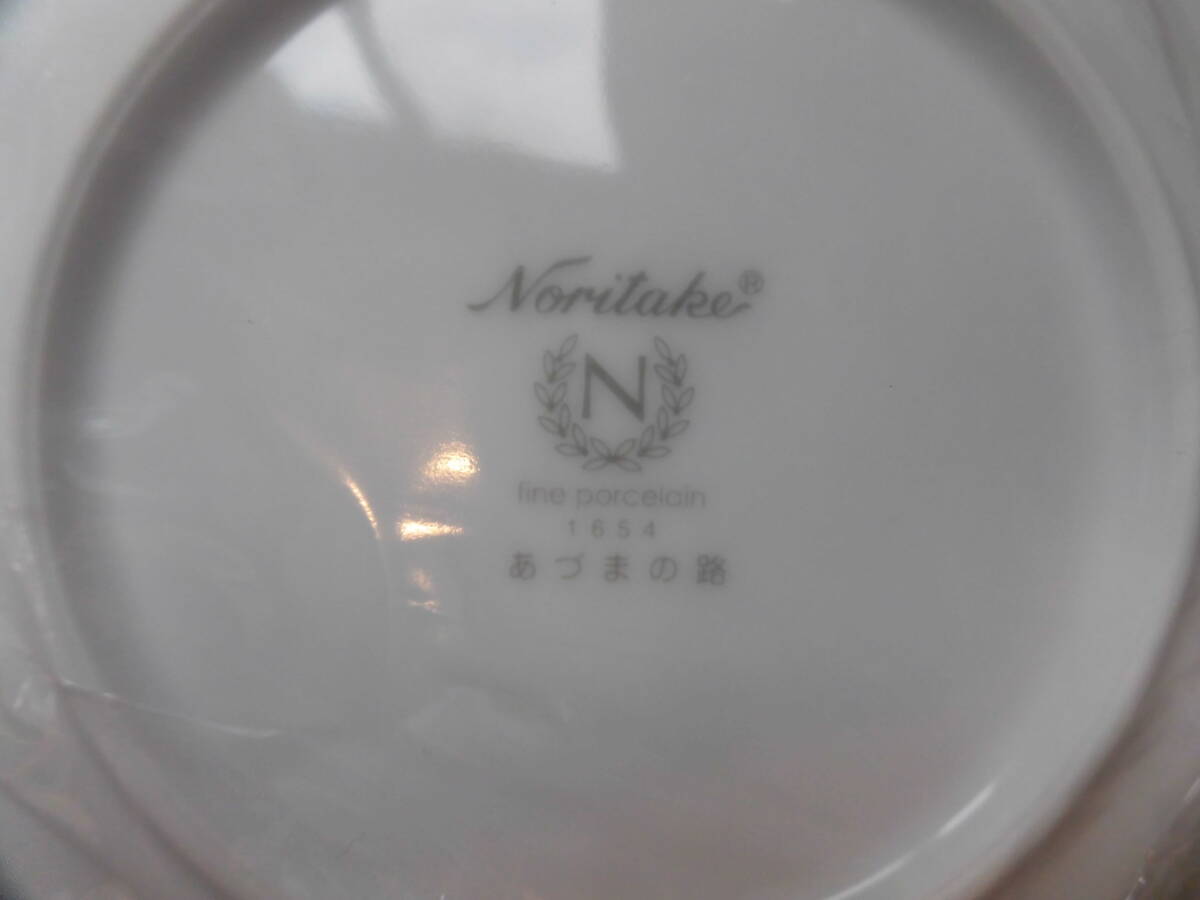 Noritake®
N
fine porcelain
1654
あづまの路